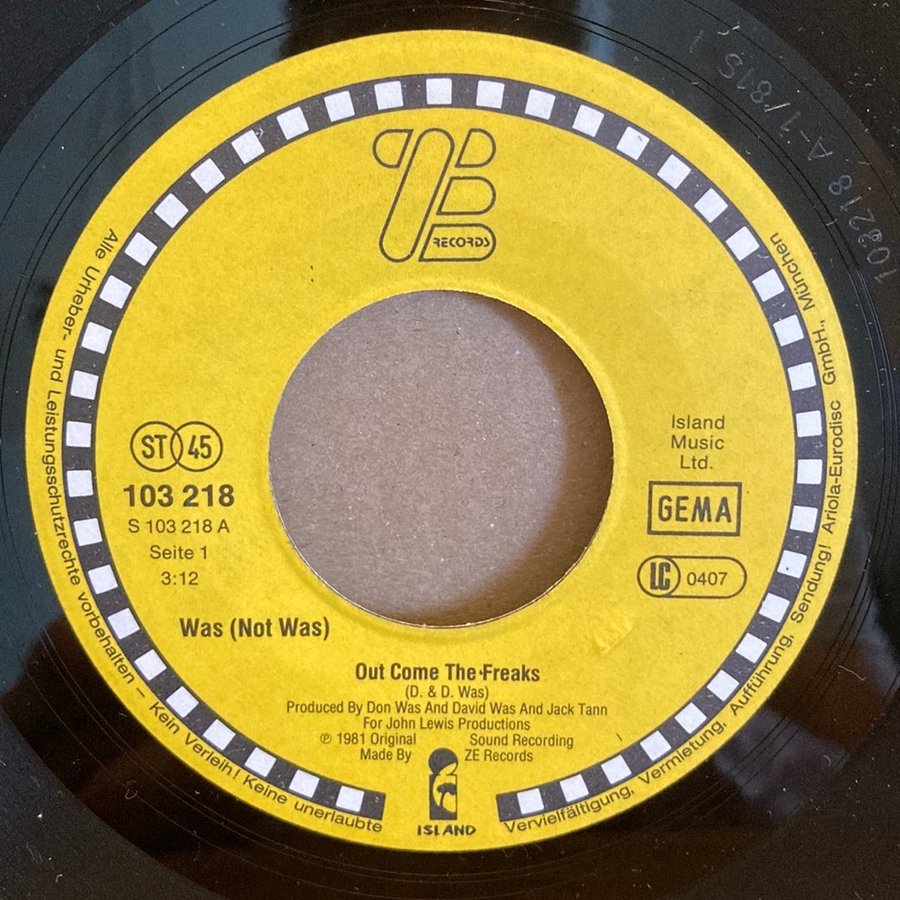 ZE
RECORDS
ST 45
103 218
S 103 218 A
Seite 1
3:12
Island
Music
Ltd.
GEMA
LC 0407
Was (Not Was)
Out Come The Freaks
(D. & D. Was)
Produced By Don Was And David Was And Jack Tann
For John Lewis Productions
℗ 1981 Original Sound Recording
Made By ZE Records
ISLAND
Alle Urheber- und Leistungsschutzrechte vorbehalten – Kein Verleih! Keine unerlaubte Vervielfältigung, Vermietung, Aufführung, Sendung! Ariola-Eurodisc GmbH., München
103218 A-1/81S